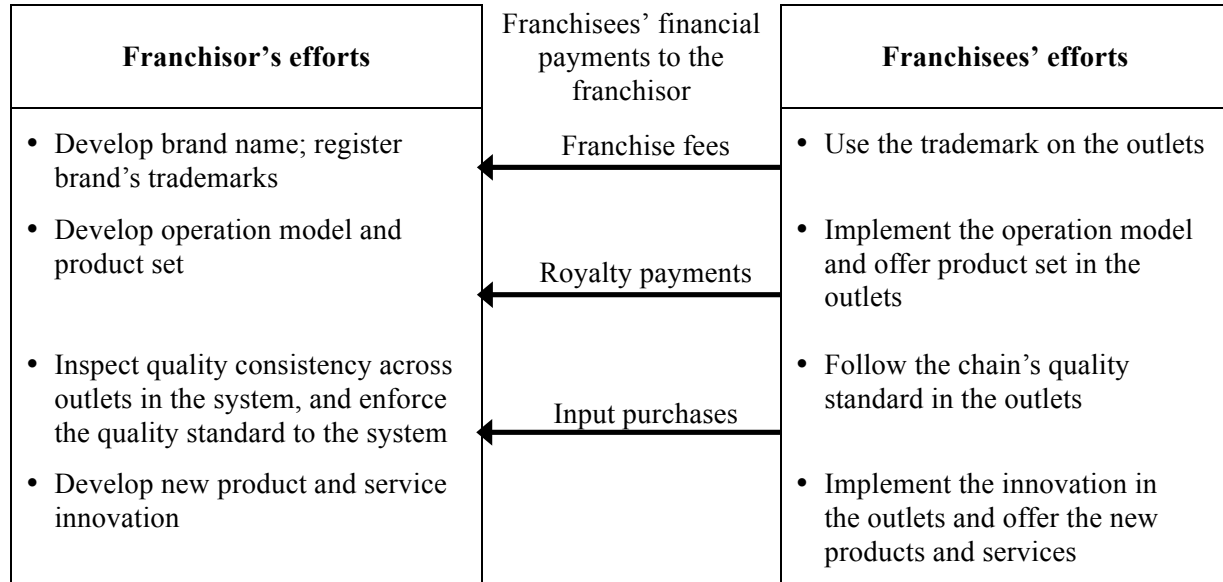 Franchisor’s efforts
Franchisees’ financial
payments to the
franchisor
Franchisees’ efforts
• Develop brand name; register
brand’s trademarks
• Develop operation model and
product set
• Inspect quality consistency across
outlets in the system, and enforce
the quality standard to the system
• Develop new product and service
innovation
Franchise fees
Royalty payments
Input purchases
• Use the trademark on the outlets
• Implement the operation model
and offer product set in the
outlets
• Follow the chain’s quality
standard in the outlets
• Implement the innovation in
the outlets and offer the new
products and services